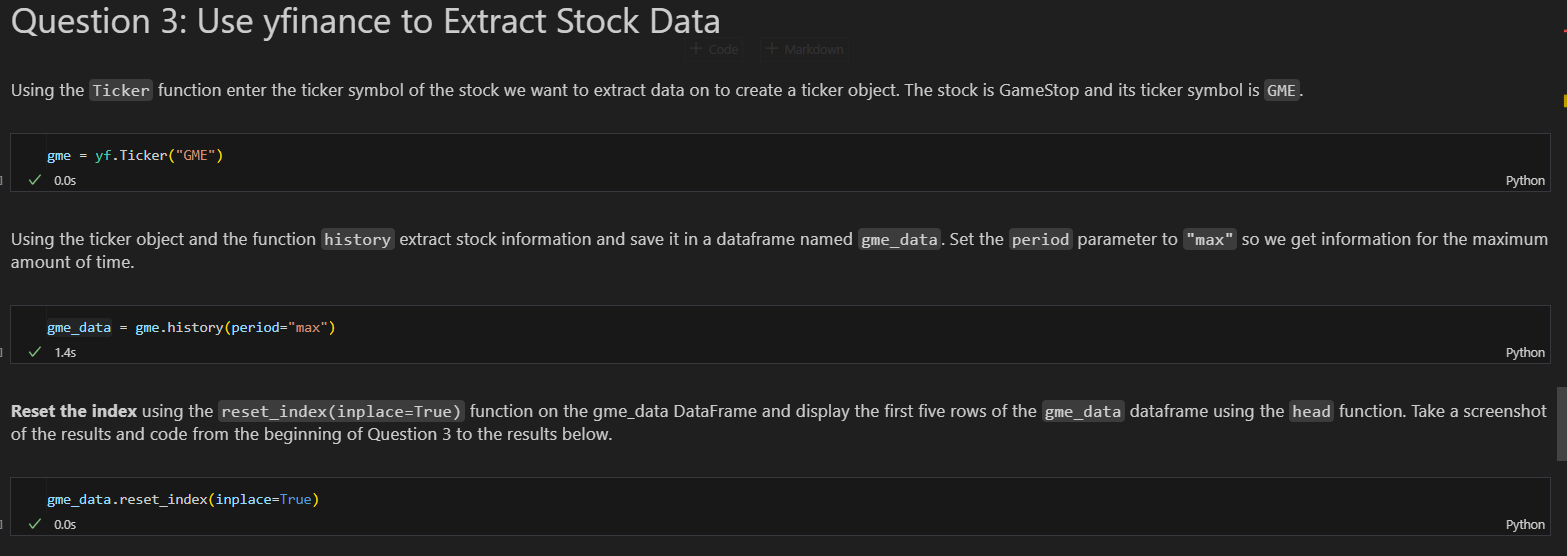 Question 3: Use yfinance to Extract Stock Data
+ Code + Markdown
Using the Ticker function enter the ticker symbol of the stock we want to extract data on to create a ticker object. The stock is GameStop and its ticker symbol is GME.
gme = yf.Ticker("GME")
✓ 0.0s Python
Using the ticker object and the function history extract stock information and save it in a dataframe named gme_data. Set the period parameter to "max" so we get information for the maximum
amount of time.
gme_data = gme.history(period="max")
✓ 1.4s Python
Reset the index using the reset_index(inplace=True) function on the gme_data DataFrame and display the first five rows of the gme_data dataframe using the head function. Take a screenshot
of the results and code from the beginning of Question 3 to the results below.
gme_data.reset_index(inplace=True)
✓ 0.0s Python